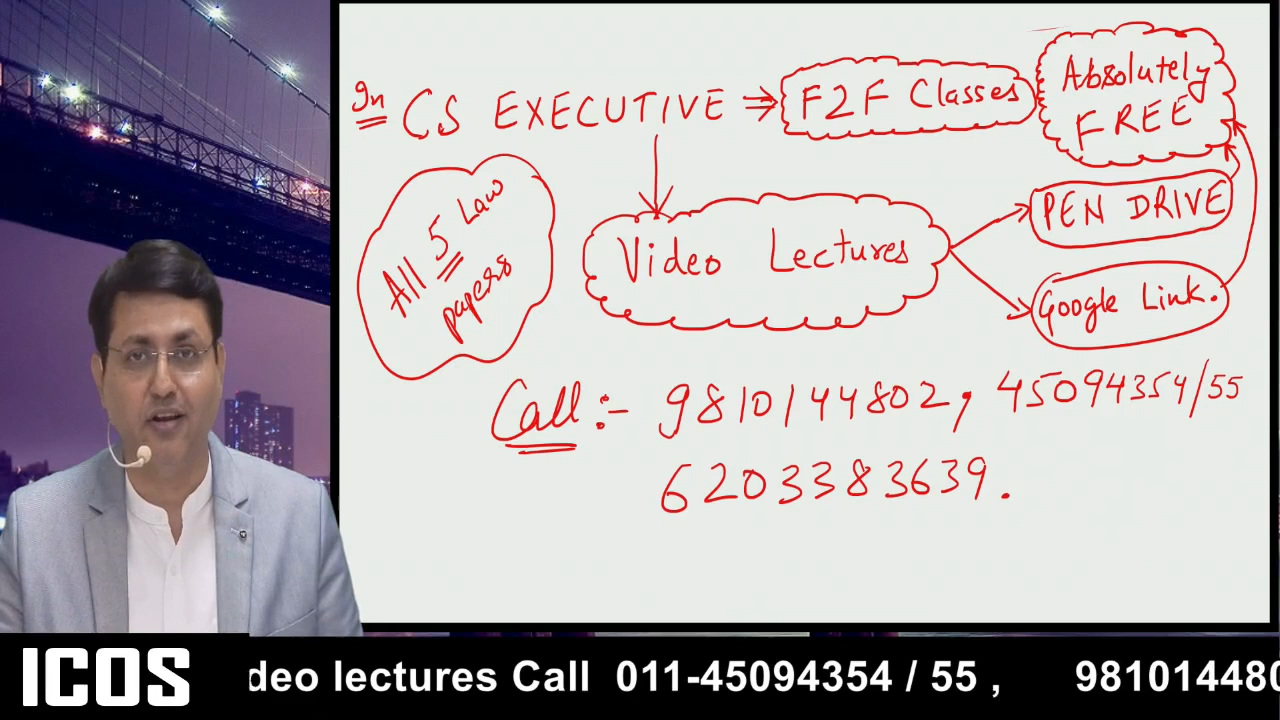 In CS EXECUTIVE ⇒ F2F Classes
Absolutely
FREE
All 5 Law
papers
Video Lectures
PEN DRIVE
Google Link.
Call:- 9810144802, 45094354/55
6203383639.
ICOS
deo lectures Call 011-45094354 / 55 , 981014480